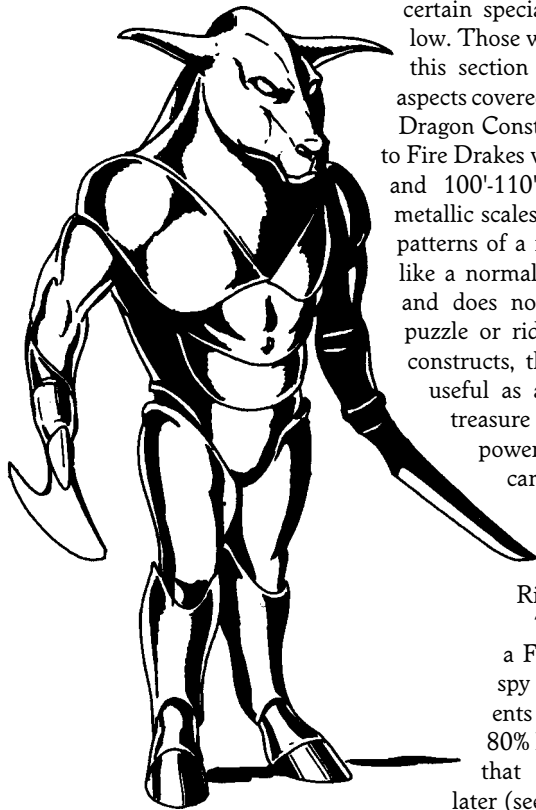 certain specia
low. Those w
this section
aspects covere
Dragon Const
to Fire Drakes w
and 100'-110'
metallic scales
patterns of a
like a normal
and does no
puzzle or rid
constructs, th
useful as a
treasure
power
car
Ri
a F
spy
ents
80%
that
later (see